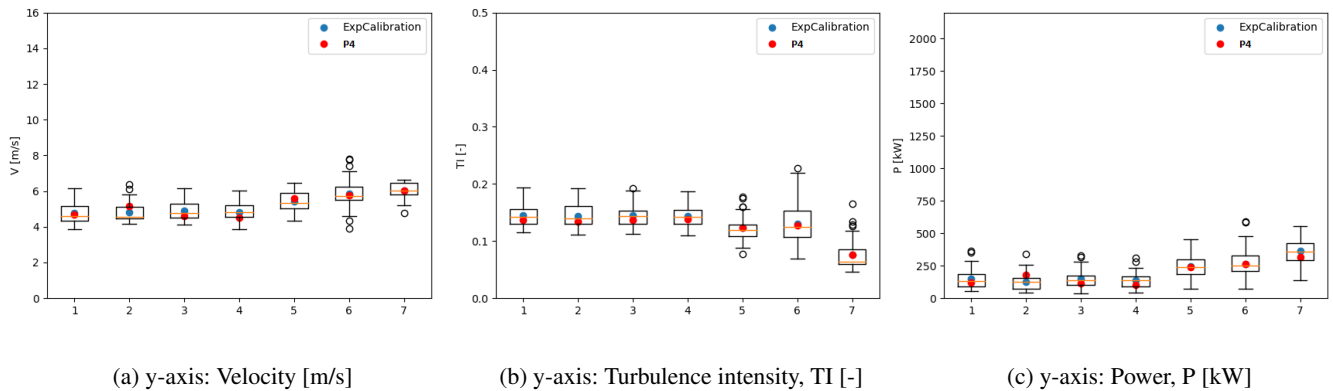 16
14
12
10
8
6
4
2
0
V [m/s]
1 2 3 4 5 6 7
ExpCalibration
P4
0.5
0.4
0.3
0.2
0.1
0.0
TI [-]
1 2 3 4 5 6 7
ExpCalibration
P4
2000
1750
1500
1250
1000
750
500
250
0
P [kW]
1 2 3 4 5 6 7
ExpCalibration
P4
(a) y-axis: Velocity [m/s]
(b) y-axis: Turbulence intensity, TI [-]
(c) y-axis: Power, P [kW]